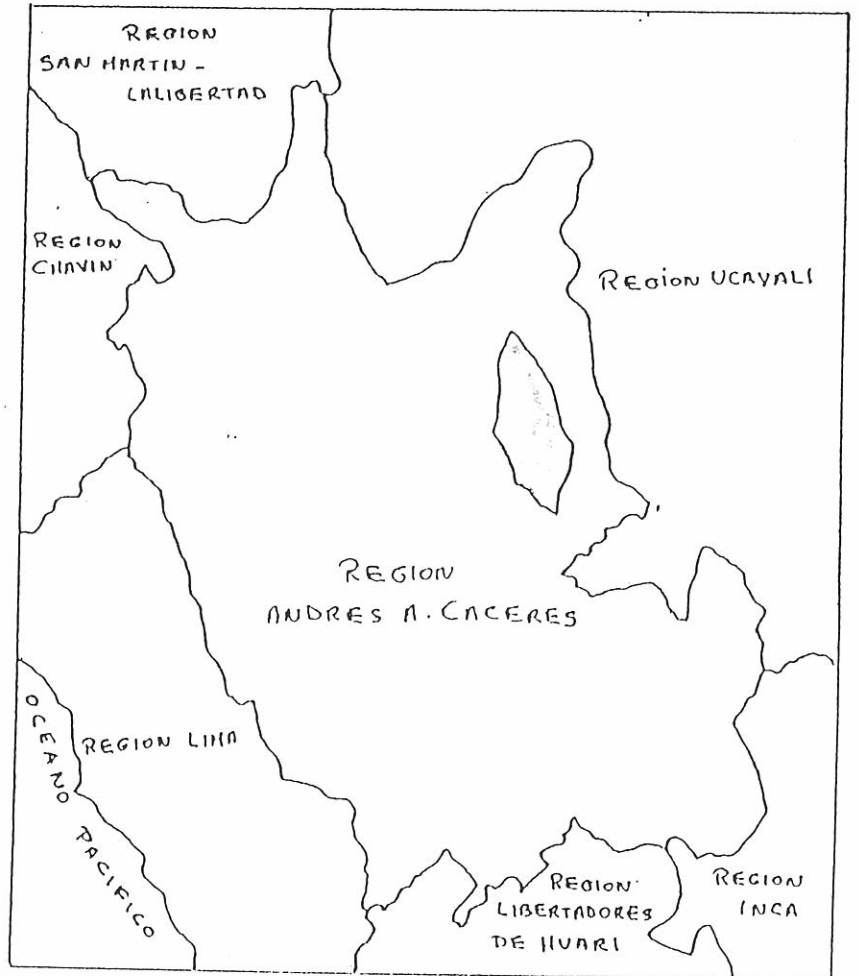 REGION
SAN MARTIN -
LALIBERTAD
REGION
CHAVIN
REGION UCAYALI
REGION
ANDRES A. CACERES
REGION LIMA
OCEANO PACIFICO
REGION
LIBERTADORES
DE HUARI
REGION
INCA